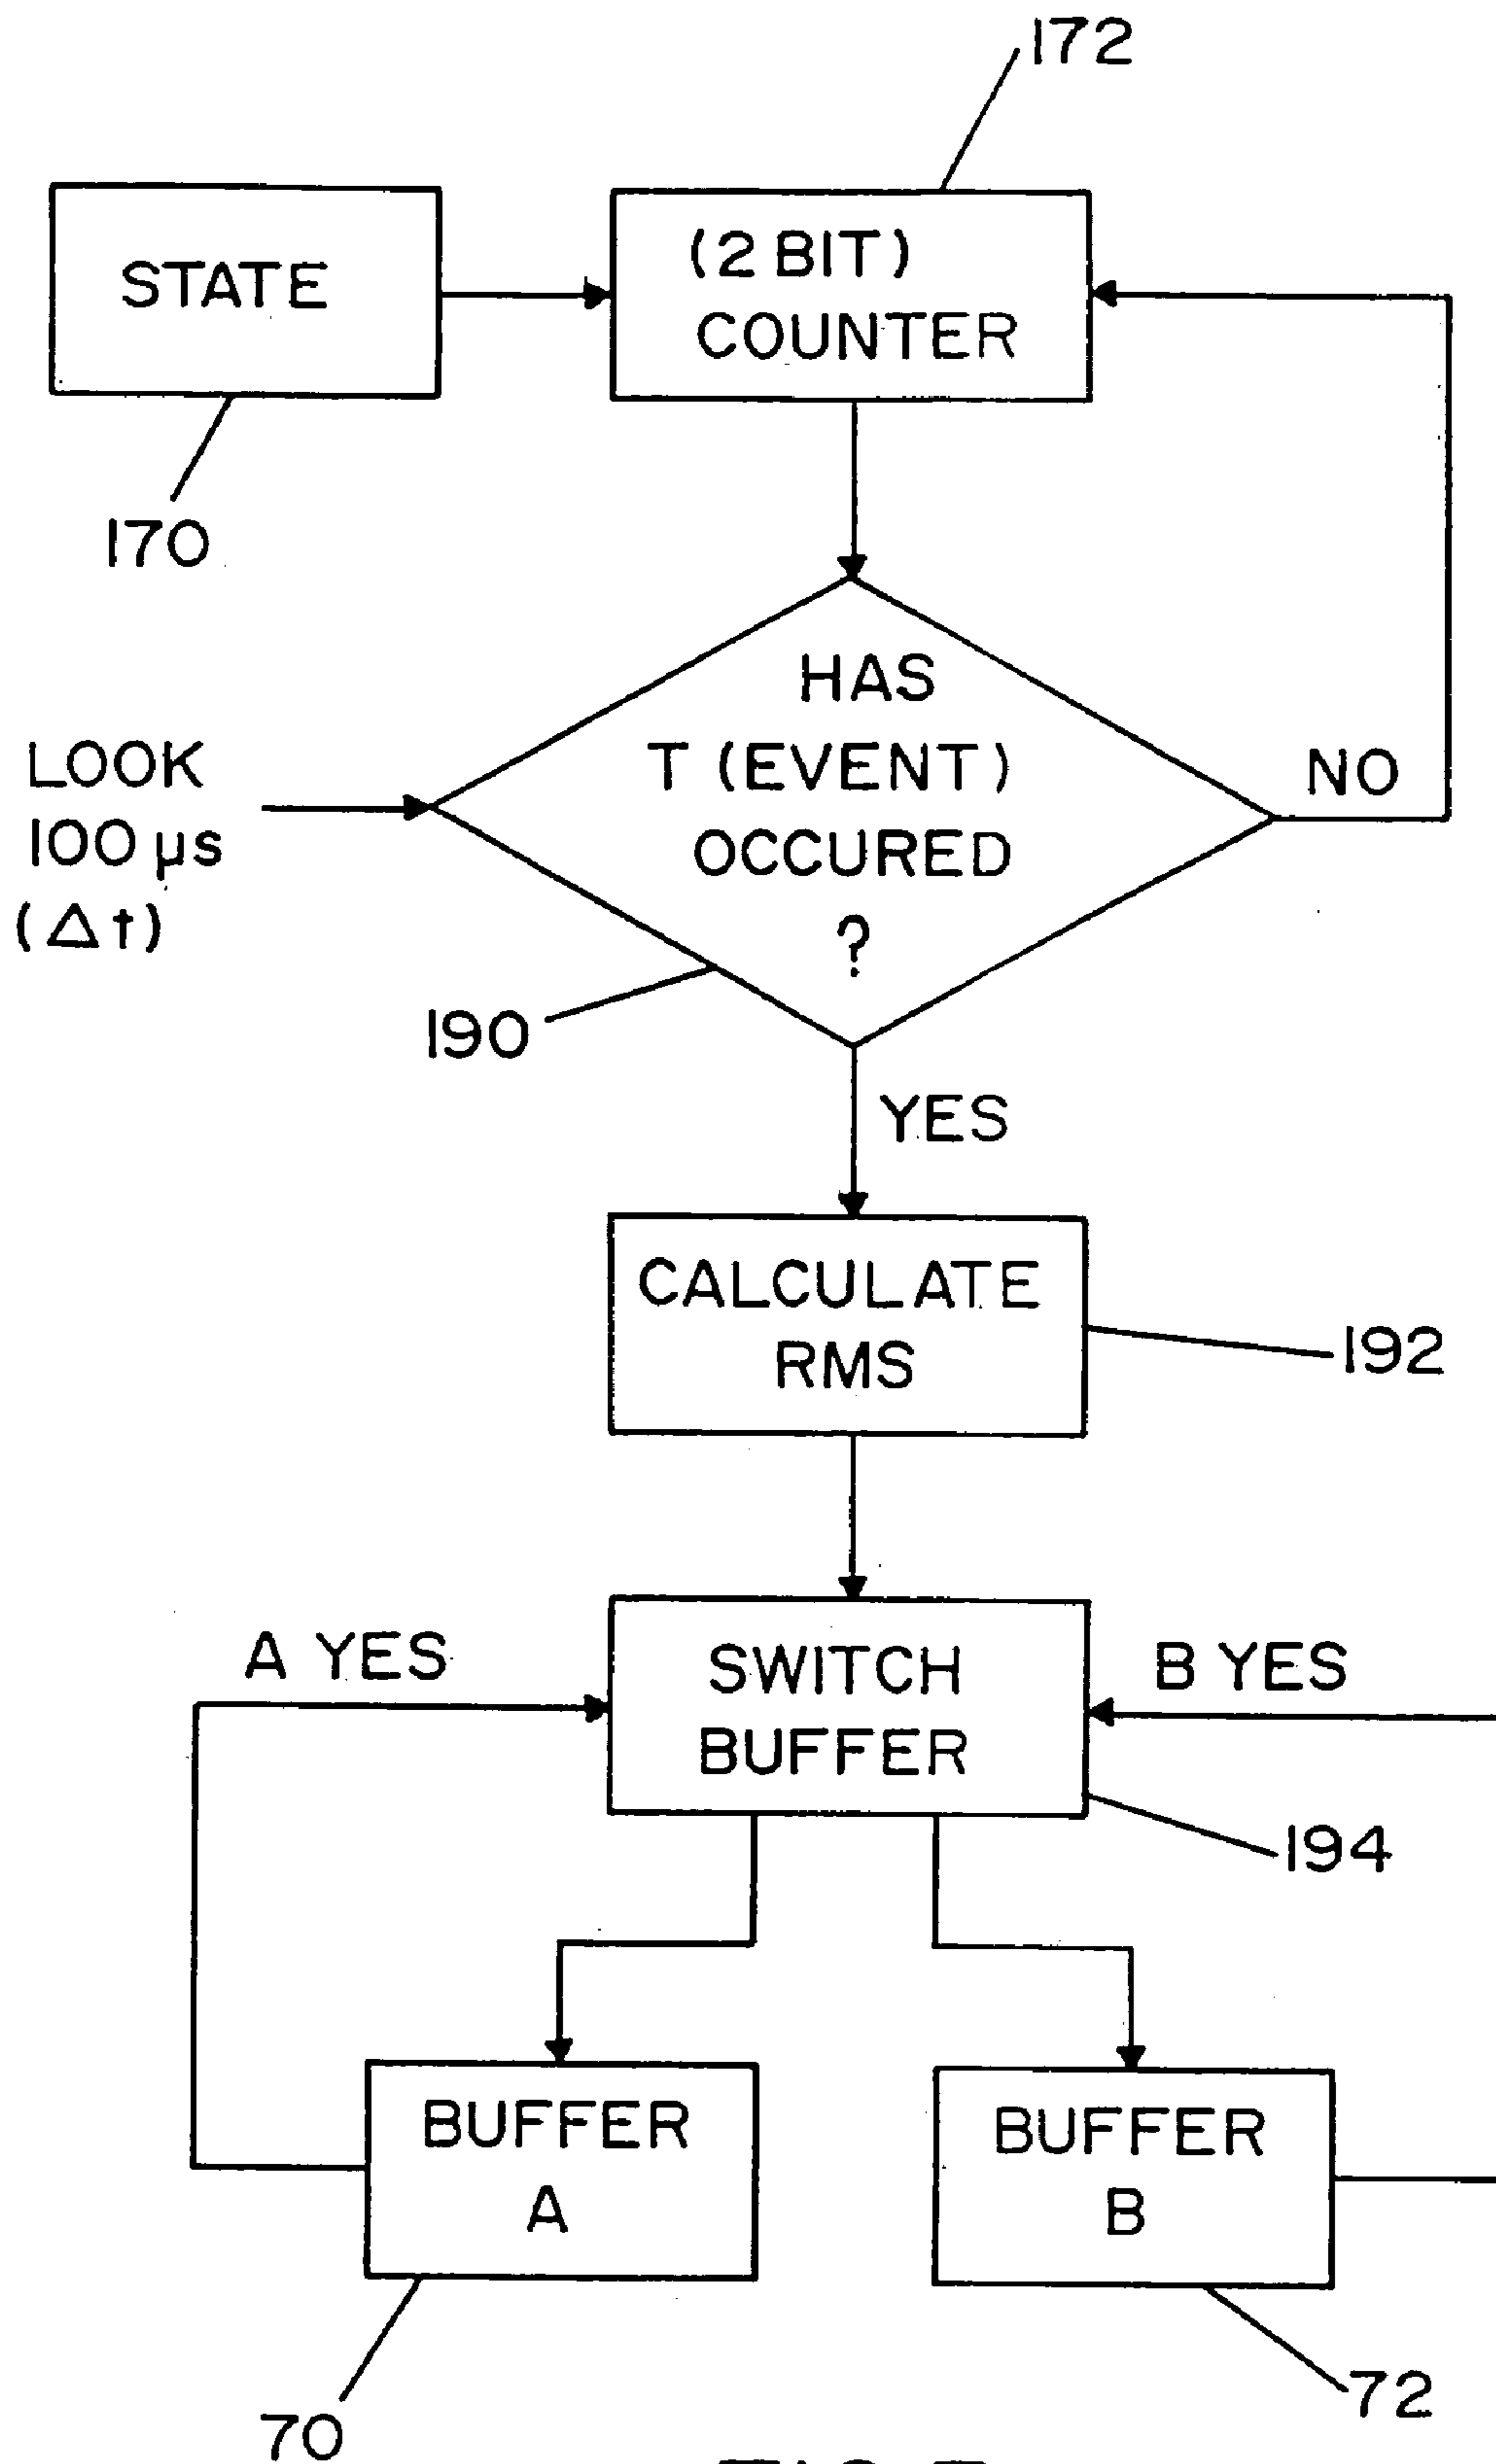 172
STATE
(2 BIT)
COUNTER
170
HAS
T (EVENT)
OCCURED
?
LOOK
100 µs
(Δt)
NO
190
YES
CALCULATE
RMS
192
A YES
SWITCH
BUFFER
B YES
194
BUFFER
A
BUFFER
B
70
72